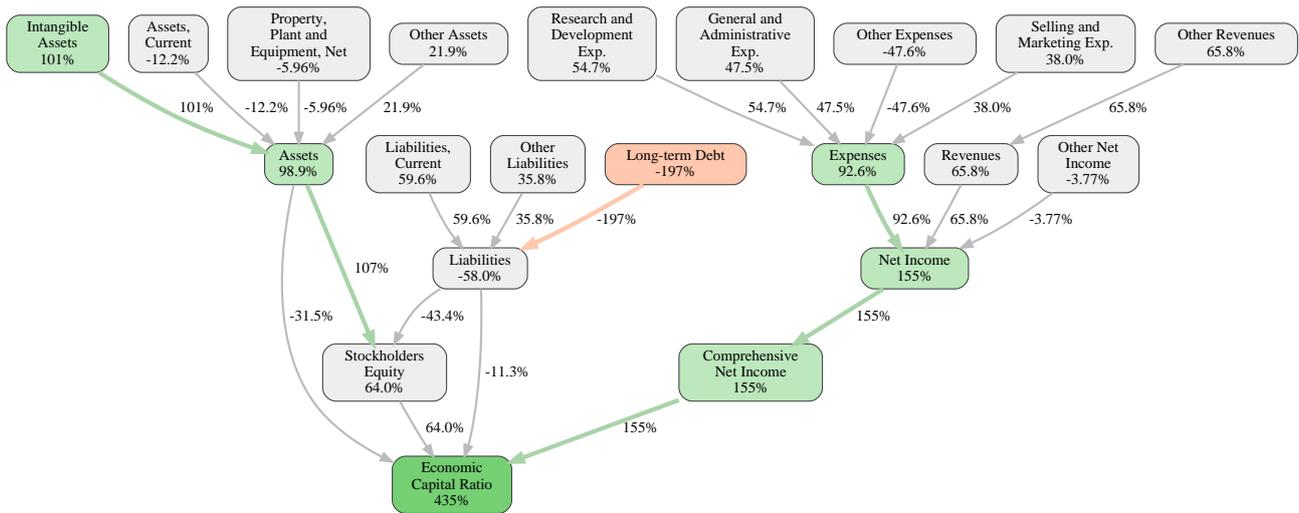 Intangible
Assets
101%
Assets,
Current
-12.2%
Property,
Plant and
Equipment, Net
-5.96%
Other Assets
21.9%
Research and
Development
Exp.
54.7%
General and
Administrative
Exp.
47.5%
Other Expenses
-47.6%
Selling and
Marketing Exp.
38.0%
Other Revenues
65.8%
101%
-12.2%
-5.96%
21.9%
54.7%
47.5%
-47.6%
38.0%
65.8%
Assets
98.9%
Liabilities,
Current
59.6%
Other
Liabilities
35.8%
Long-term Debt
-197%
Expenses
92.6%
Revenues
65.8%
Other Net
Income
-3.77%
59.6%
35.8%
-197%
92.6%
65.8%
-3.77%
107%
Liabilities
-58.0%
Net Income
155%
-31.5%
-43.4%
155%
Stockholders
Equity
64.0%
-11.3%
Comprehensive
Net Income
155%
64.0%
155%
Economic
Capital Ratio
435%